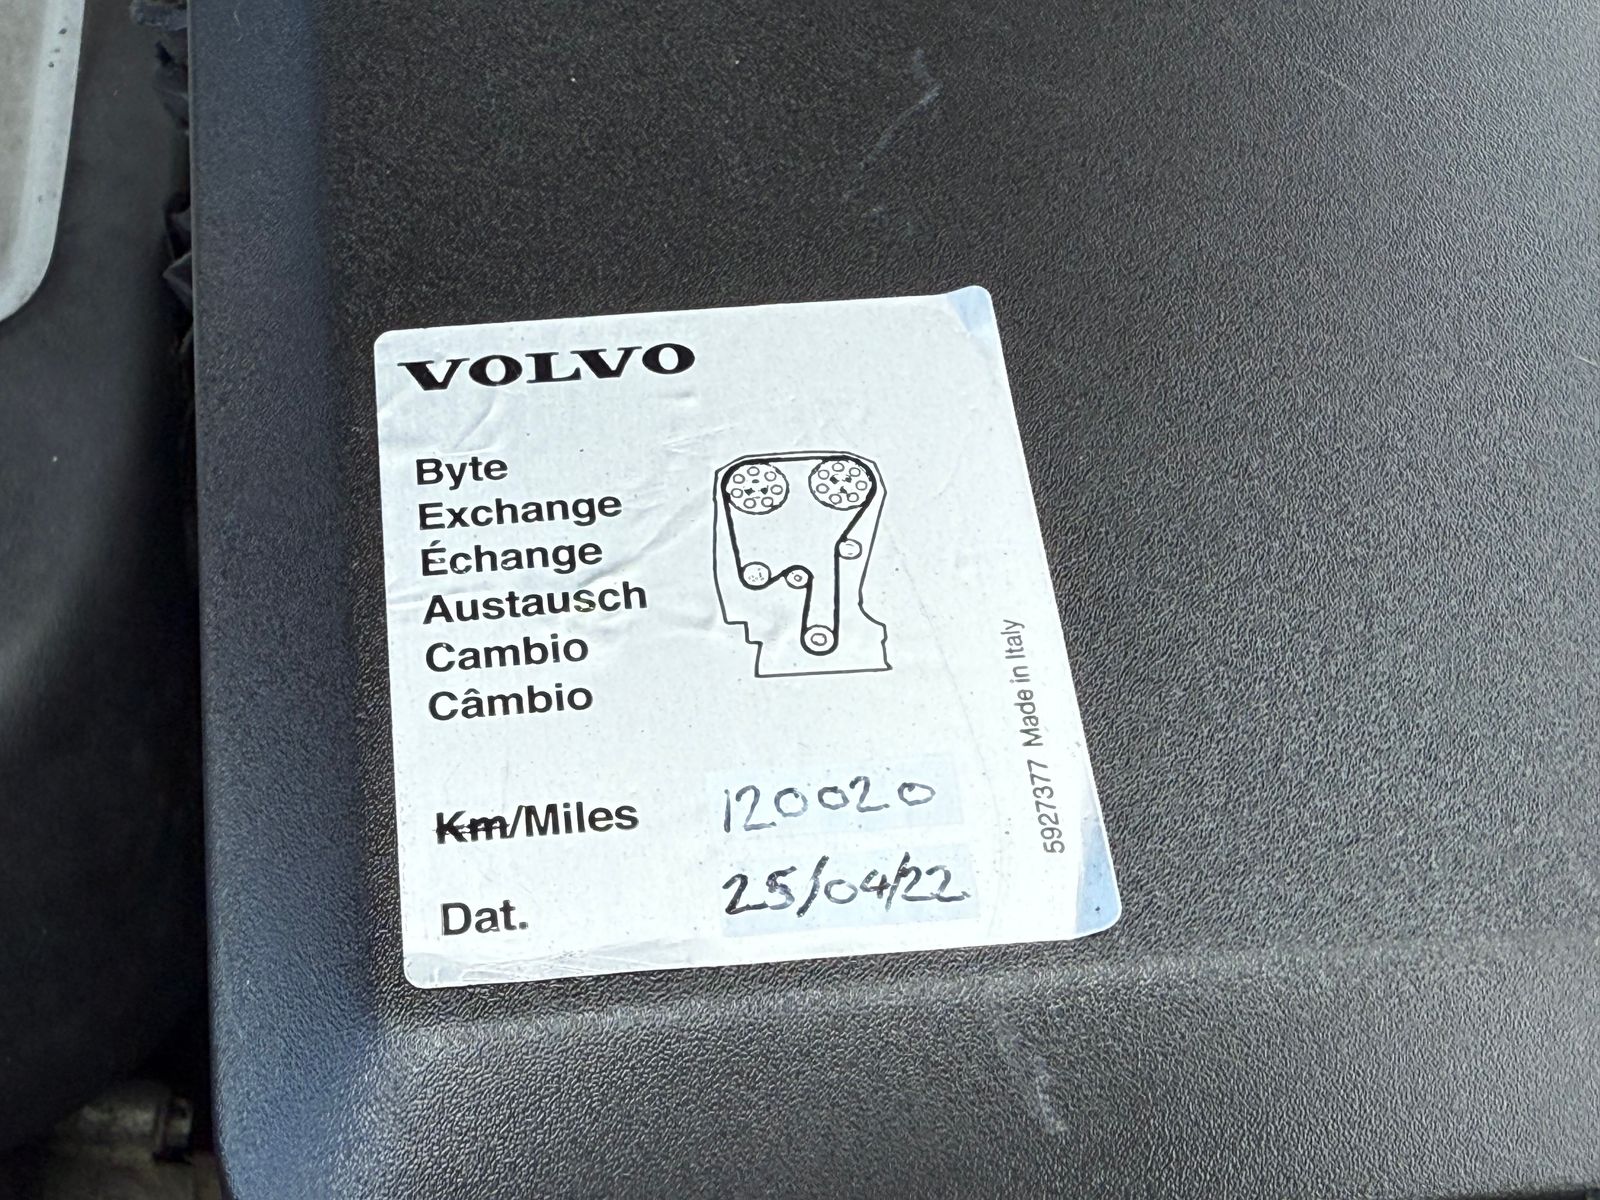 VOLVO
Byte
Exchange
Échange
Austausch
Cambio
Câmbio
Km/Miles 120020
Dat. 25/04/22
5927377 Made in Italy